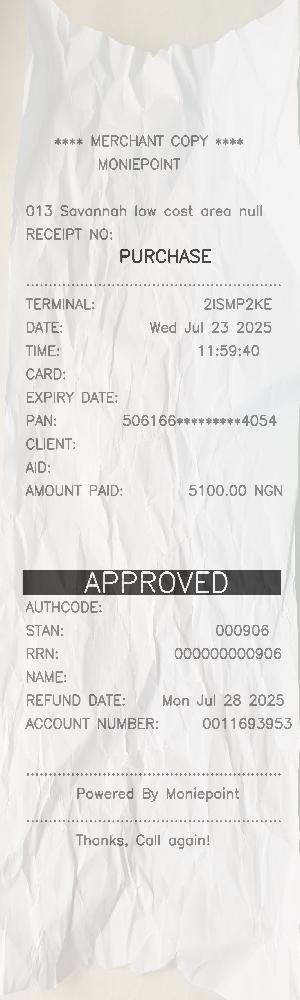 **** MERCHANT COPY ****
MONIEPOINT
013 Savannah low cost area null
RECEIPT NO:
PURCHASE
TERMINAL: 2ISMP2KE
DATE: Wed Jul 23 2025
TIME: 11:59:40
CARD:
EXPIRY DATE:
PAN: 506166*********4054
CLIENT:
AID:
AMOUNT PAID: 5100.00 NGN
APPROVED
AUTHCODE:
STAN: 000906
RRN: 000000000906
NAME:
REFUND DATE: Mon Jul 28 2025
ACCOUNT NUMBER: 0011693953
Powered By Moniepoint
Thanks, Call again!